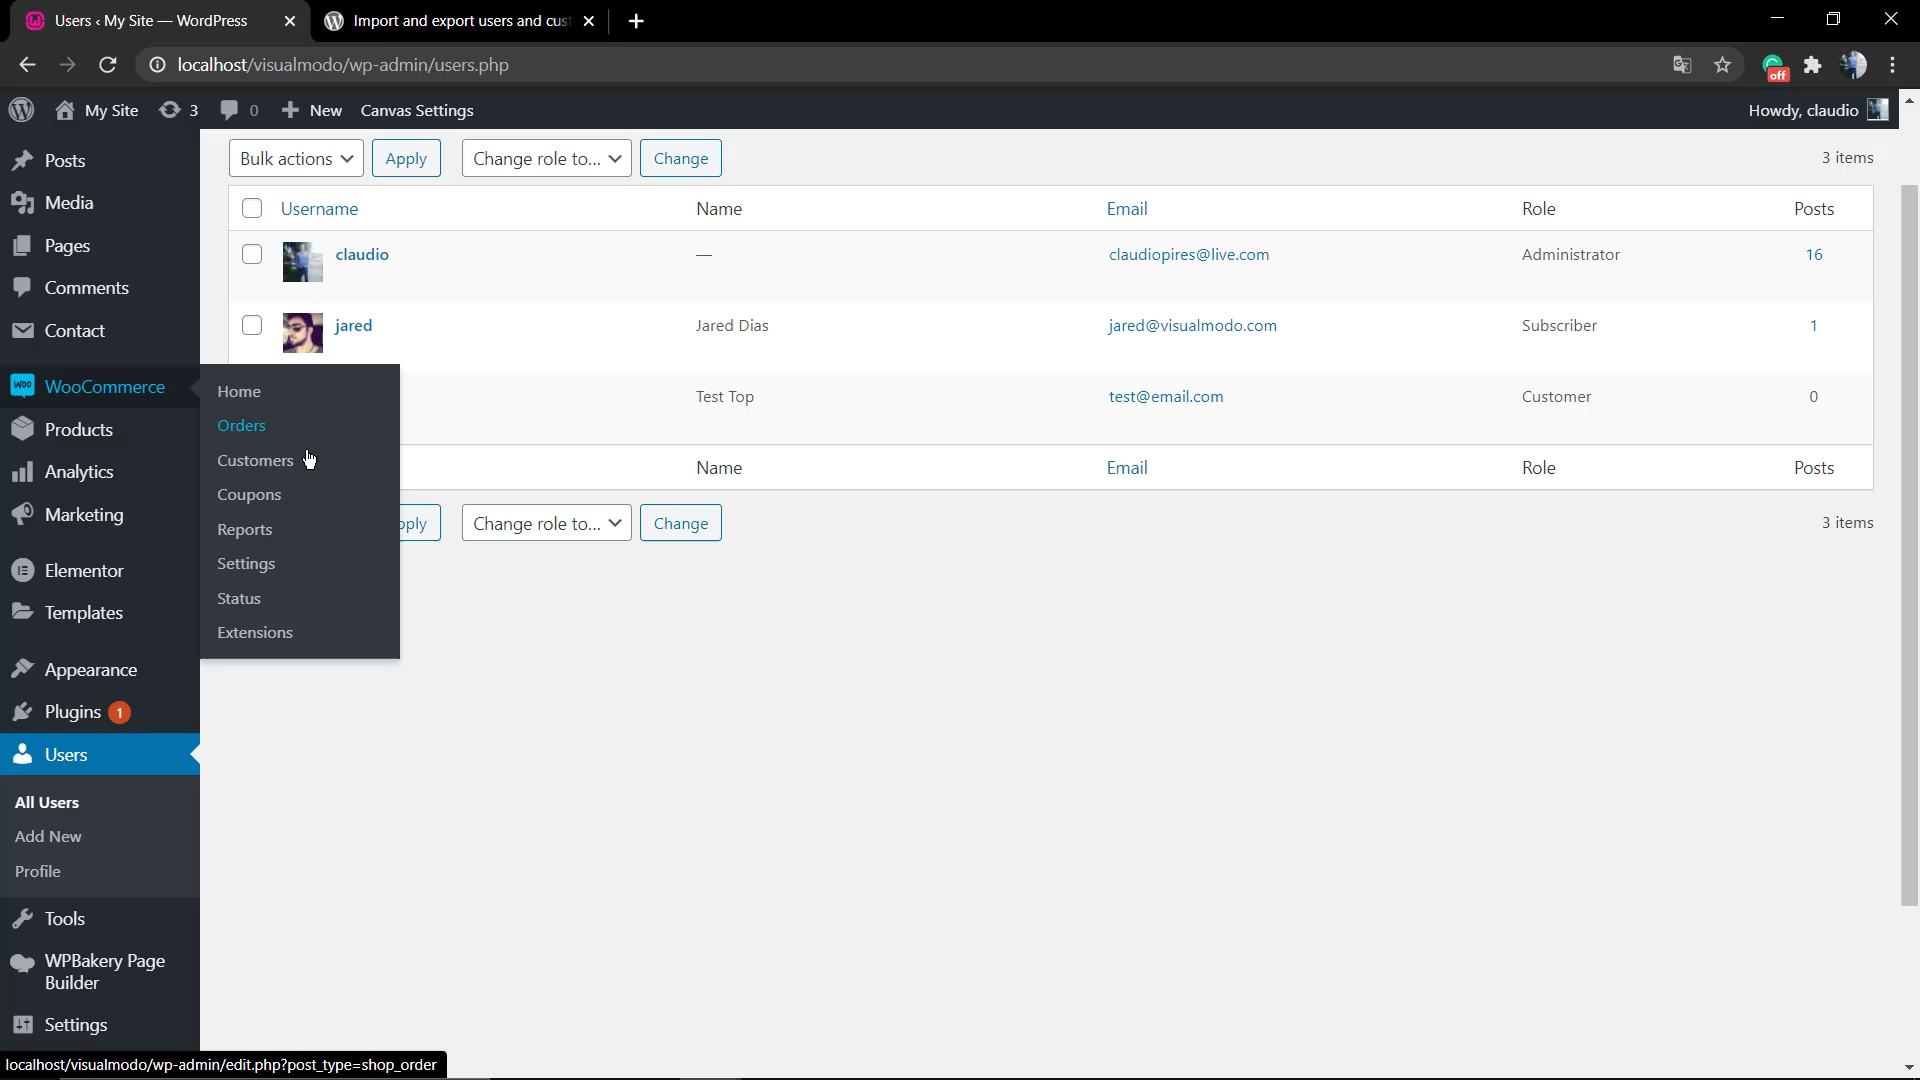 Users ‹ My Site — WordPress
Import and export users and cus
localhost/visualmodo/wp-admin/users.php
off
My Site
3
0
New
Canvas Settings
Howdy, claudio
Posts
Media
Pages
Comments
Contact
WooCommerce
Products
Analytics
Marketing
Elementor
Templates
Appearance
Plugins 1
Users
All Users
Add New
Profile
Tools
WPBakery Page
Builder
Settings
Home
Orders
Customers
Coupons
Reports
Settings
Status
Extensions
Bulk actions
Apply
Change role to...
Change
3 items
Username Name Email Role Posts
claudio — claudiopires@live.com Administrator 16
jared Jared Dias jared@visualmodo.com Subscriber 1
Test Top test@email.com Customer 0
Name Email Role Posts
pply
Change role to...
Change
3 items
localhost/visualmodo/wp-admin/edit.php?post_type=shop_order